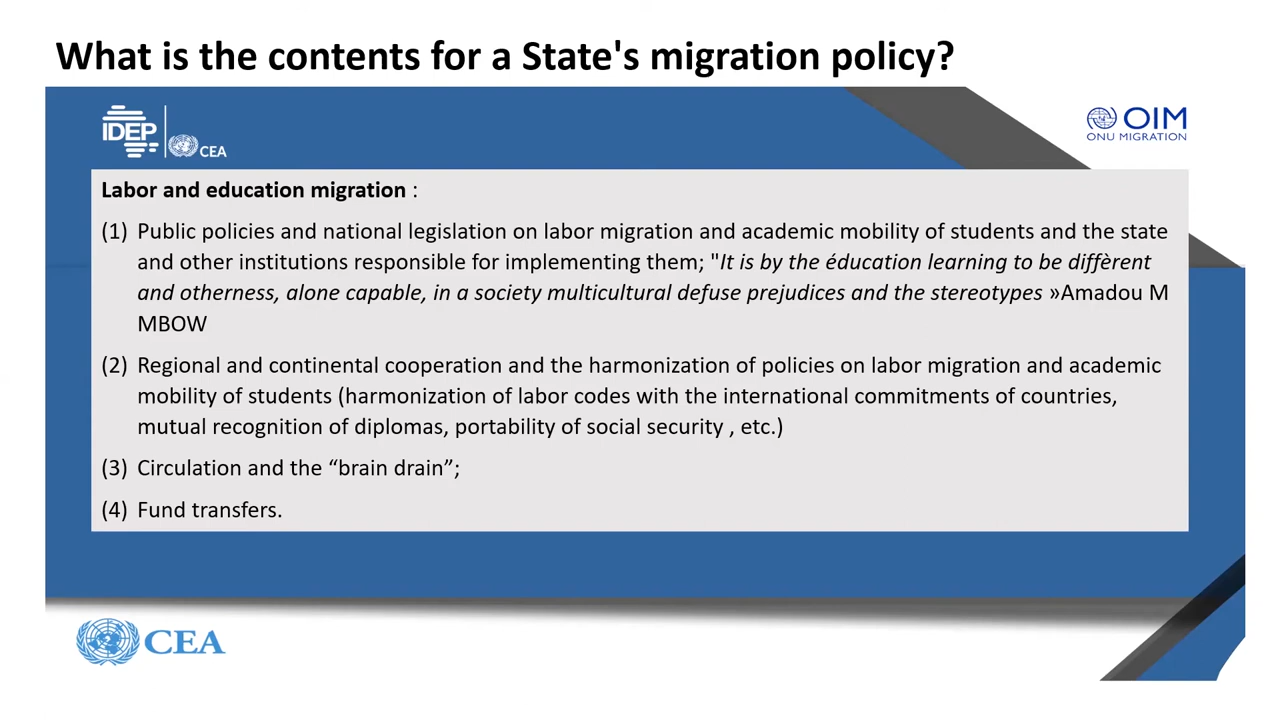 What is the contents for a State's migration policy?
IDEP
CEA
OIM
ONU MIGRATION
Labor and education migration :
(1) Public policies and national legislation on labor migration and academic mobility of students and the state
and other institutions responsible for implementing them; "It is by the éducation learning to be diffèrent
and otherness, alone capable, in a society multicultural defuse prejudices and the stereotypes »Amadou M
MBOW
(2) Regional and continental cooperation and the harmonization of policies on labor migration and academic
mobility of students (harmonization of labor codes with the international commitments of countries,
mutual recognition of diplomas, portability of social security , etc.)
(3) Circulation and the “brain drain”;
(4) Fund transfers.
CEA